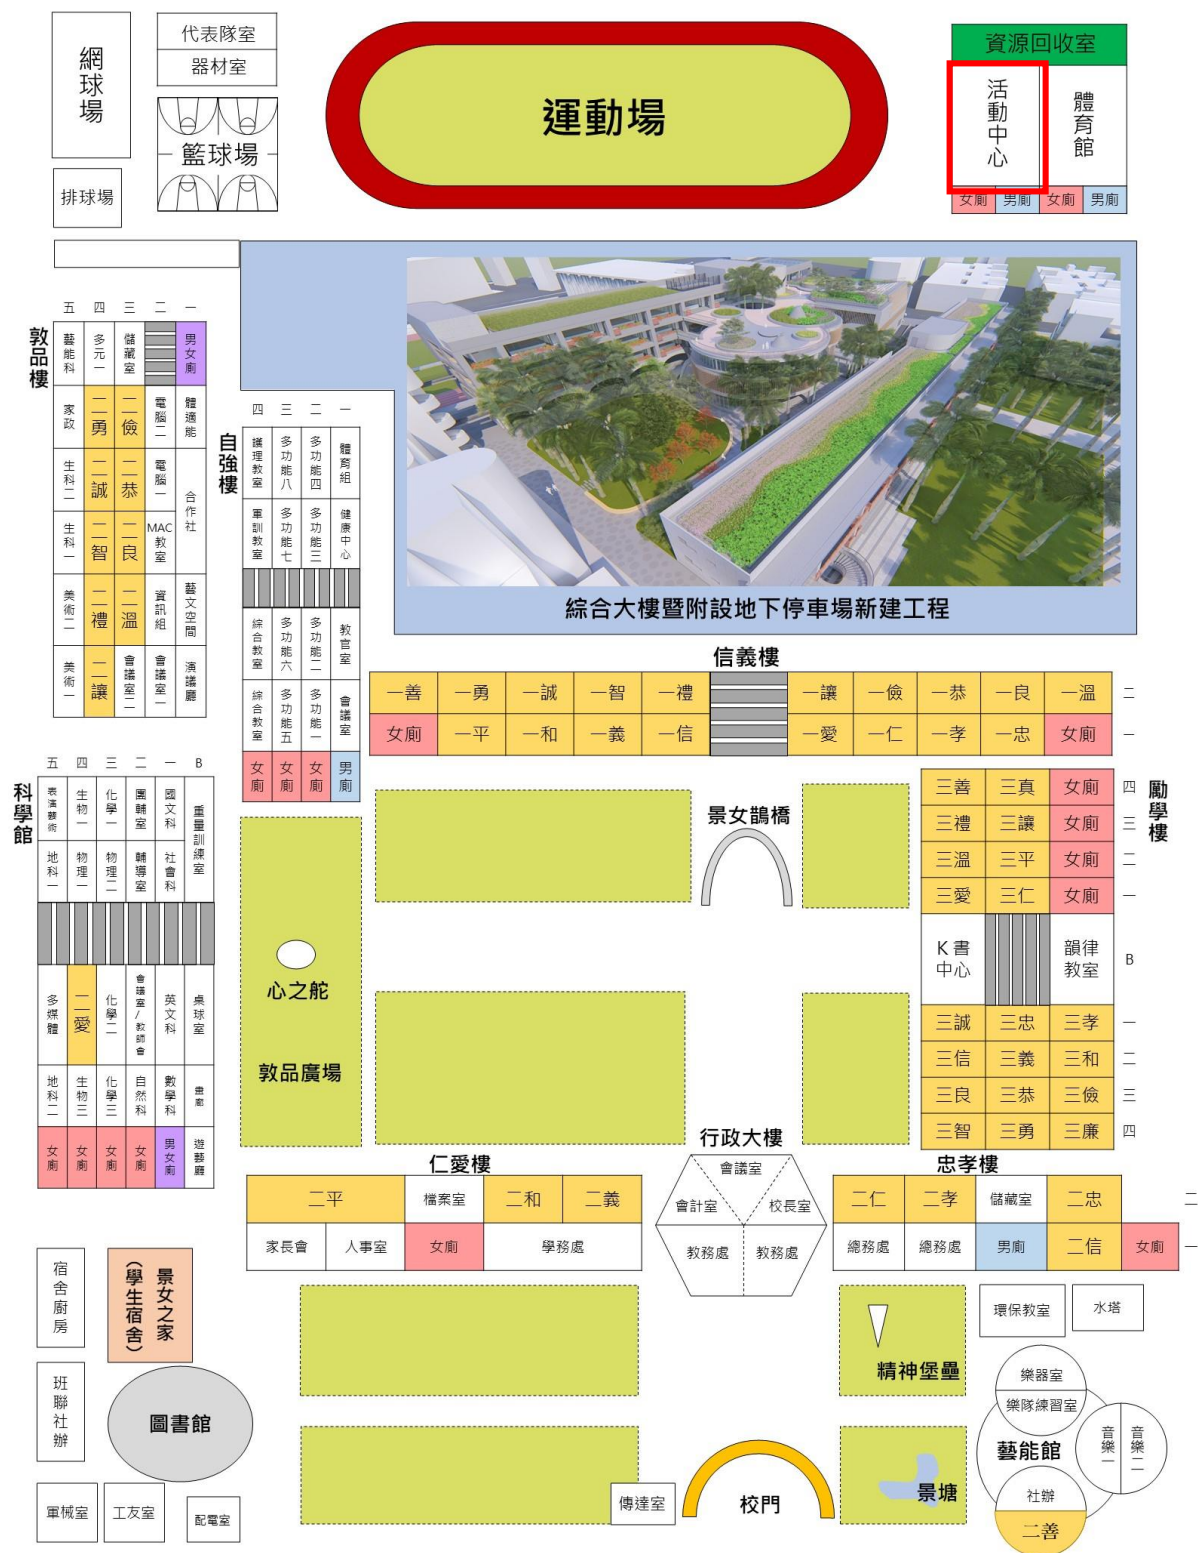 網球場
代表隊室
器材室
籃球場
排球場
運動場
資源回收室
活動中心
體育館
女廁 男廁 女廁 男廁
綜合大樓暨附設地下停車場新建工程
敦品樓
五 四 三 二 一
藝能科 多元一 儲藏室 男女廁
家政 二勇 二儉 電腦二 體適能
生科二 二誠 二恭 電腦一 合作社
生科一 二智 二良 MAC教室
美術二 二禮 二溫 資訊組 藝文空間
美術一 二讓 會議室二 會議室一 演議廳
自強樓
四 三 二 一
護理教室 多功能八 多功能四 體育組
軍訓教室 多功能七 多功能三 健康中心
綜合教室 多功能六 多功能二 教官室
綜合教室 多功能五 多功能一 會議室
女廁 女廁 女廁 男廁
信義樓
一善 一勇 一誠 一智 一禮 一讓 一儉 一恭 一良 一溫 二
女廁 一平 一和 一義 一信 一愛 一仁 一孝 一忠 女廁 一
科學館
五 四 三 二 一 B
表演藝術 生物一 化學一 團輔室 國文科 重量訓練室
地科一 物理一 物理二 輔導室 社會科
多媒體 二愛 化學二 會議室/教師會 英文科 桌球室
地科二 生物三 化學三 自然科 數學科 畫廊
女廁 女廁 女廁 女廁 男女廁 遊藝廳
景女鵲橋
心之舵
敦品廣場
勵學樓
三善 三真 女廁 四
三禮 三讓 女廁 三
三溫 三平 女廁 二
三愛 三仁 女廁 一
K書中心 韻律教室 B
三誠 三忠 三孝 一
三信 三義 三和 二
三良 三恭 三儉 三
三智 三勇 三廉 四
仁愛樓
二平 檔案室 二和 二義
家長會 人事室 女廁 學務處
行政大樓
會議室
會計室 校長室
教務處 教務處
忠孝樓
二仁 二孝 儲藏室 二忠 二
總務處 總務處 男廁 二信 女廁 一
宿舍廚房
景女之家
(學生宿舍)
班聯社辦
圖書館
軍械室
工友室
配電室
傳達室
校門
精神堡壘
景塘
環保教室
水塔
樂器室
樂隊練習室
藝能館
音樂一
音樂二
社辦
二善